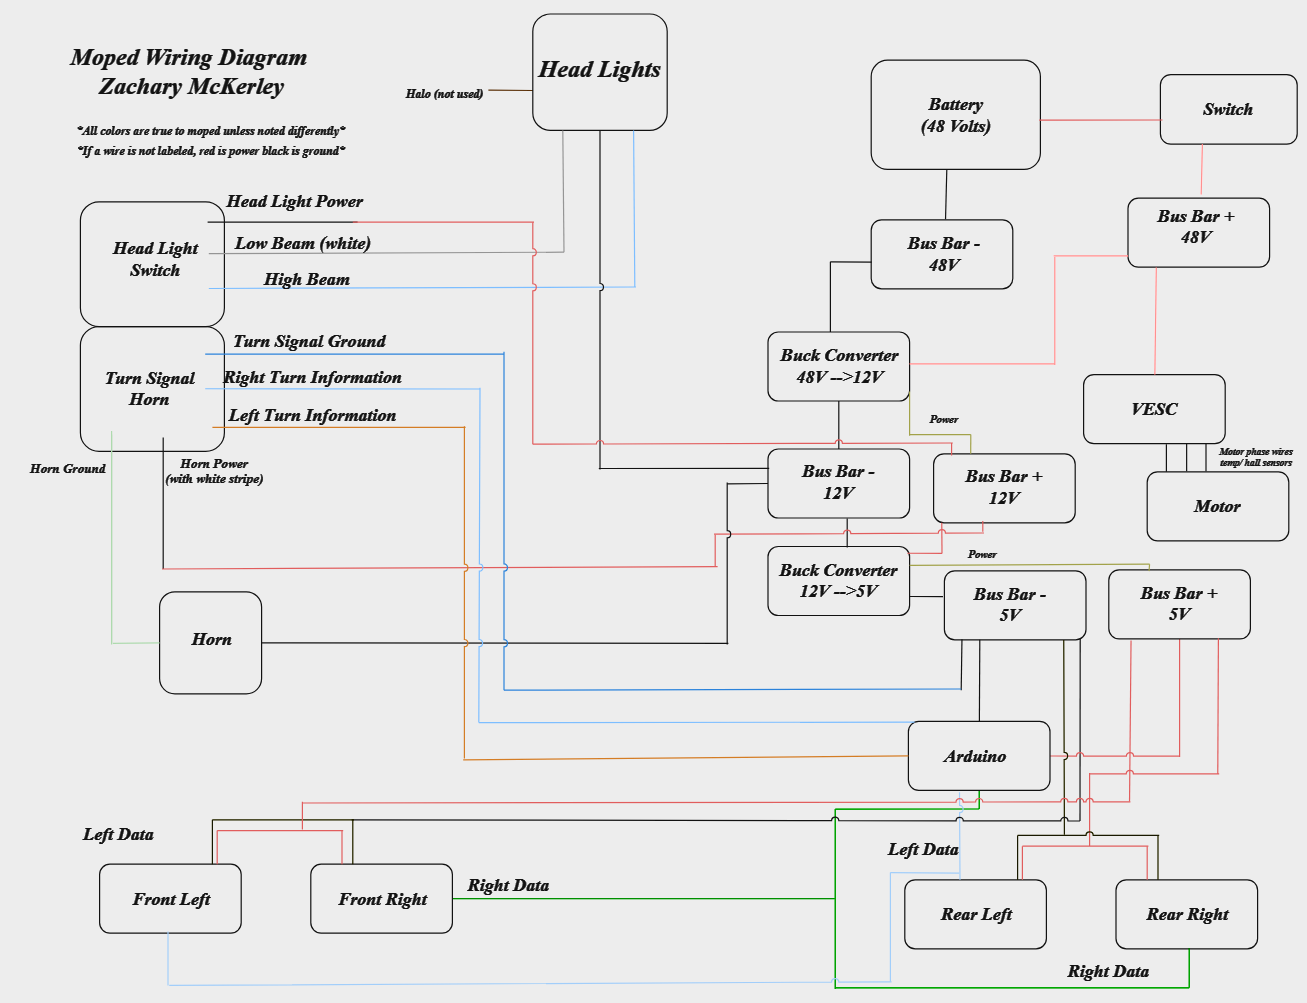 Moped Wiring Diagram
Zachary McKerley
*All colors are true to moped unless noted differently*
*If a wire is not labeled, red is power black is ground*
Head Lights
Halo (not used)
Battery
(48 Volts)
Switch
Bus Bar -
48V
Bus Bar +
48V
Head Light
Switch
Head Light Power
Low Beam (white)
High Beam
Turn Signal
Horn
Turn Signal Ground
Right Turn Information
Left Turn Information
Horn Ground
Horn Power
(with white stripe)
Buck Converter
48V -->12V
Power
VESC
Motor phase wires
temp/ hall sensors
Motor
Bus Bar -
12V
Bus Bar +
12V
Buck Converter
12V -->5V
Power
Bus Bar -
5V
Bus Bar +
5V
Horn
Arduino
Left Data
Front Left
Front Right
Right Data
Left Data
Rear Left
Rear Right
Right Data